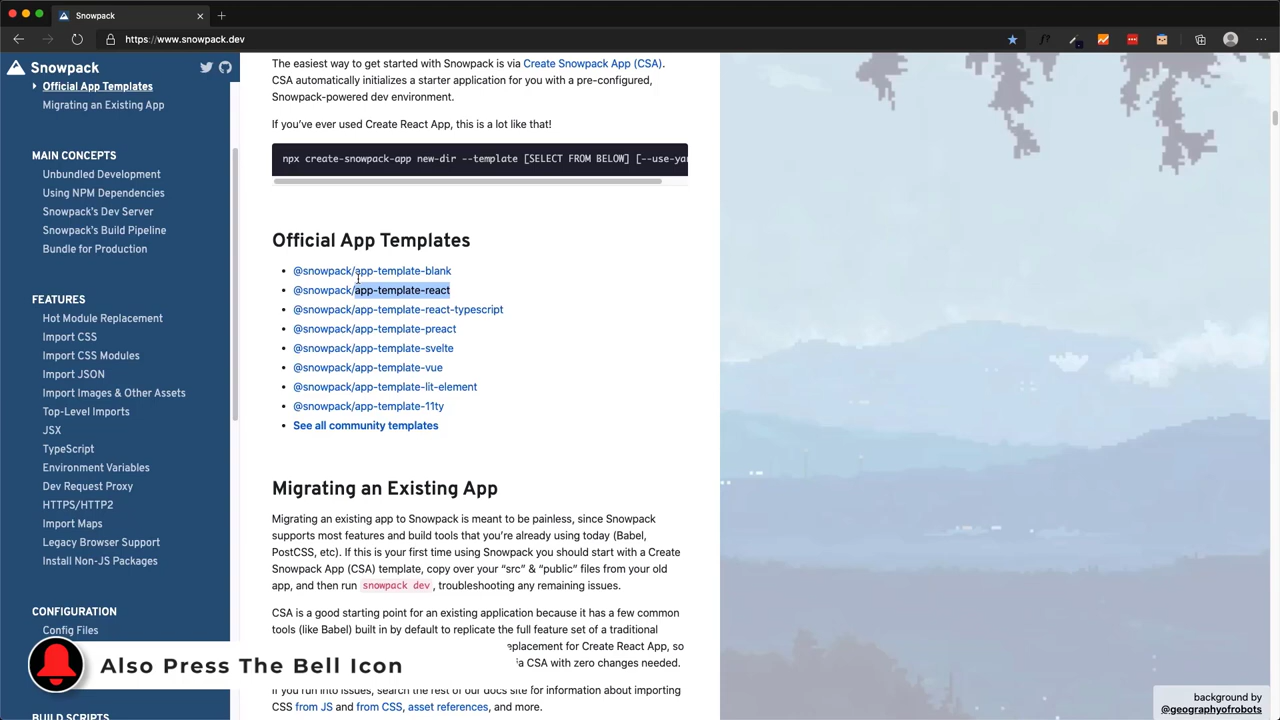 Snowpack
https://www.snowpack.dev
Snowpack
Official App Templates
Migrating an Existing App
MAIN CONCEPTS
Unbundled Development
Using NPM Dependencies
Snowpack's Dev Server
Snowpack's Build Pipeline
Bundle for Production
FEATURES
Hot Module Replacement
Import CSS
Import CSS Modules
Import JSON
Import Images & Other Assets
Top-Level Imports
JSX
TypeScript
Environment Variables
Dev Request Proxy
HTTPS/HTTP2
Import Maps
Legacy Browser Support
Install Non-JS Packages
CONFIGURATION
Config Files
BUILD SCRIPTS
The easiest way to get started with Snowpack is via Create Snowpack App (CSA).
CSA automatically initializes a starter application for you with a pre-configured,
Snowpack-powered dev environment.
If you've ever used Create React App, this is a lot like that!
npx create-snowpack-app new-dir --template [SELECT FROM BELOW] [--use-yar
Official App Templates
@snowpack/app-template-blank
@snowpack/app-template-react
@snowpack/app-template-react-typescript
@snowpack/app-template-preact
@snowpack/app-template-svelte
@snowpack/app-template-vue
@snowpack/app-template-lit-element
@snowpack/app-template-11ty
See all community templates
Migrating an Existing App
Migrating an existing app to Snowpack is meant to be painless, since Snowpack
supports most features and build tools that you're already using today (Babel,
PostCSS, etc). If this is your first time using Snowpack you should start with a Create
Snowpack App (CSA) template, copy over your "src" & "public" files from your old
app, and then run snowpack dev, troubleshooting any remaining issues.
CSA is a good starting point for an existing application because it has a few common
tools (like Babel) built in by default to replicate the full feature set of a traditional
eplacement for Create React App, so
via CSA with zero changes needed.
If you run into issues, search the rest of our docs site for information about importing
CSS from JS and from CSS, asset references, and more.
Also Press The Bell Icon
background by
@geographyofrobots